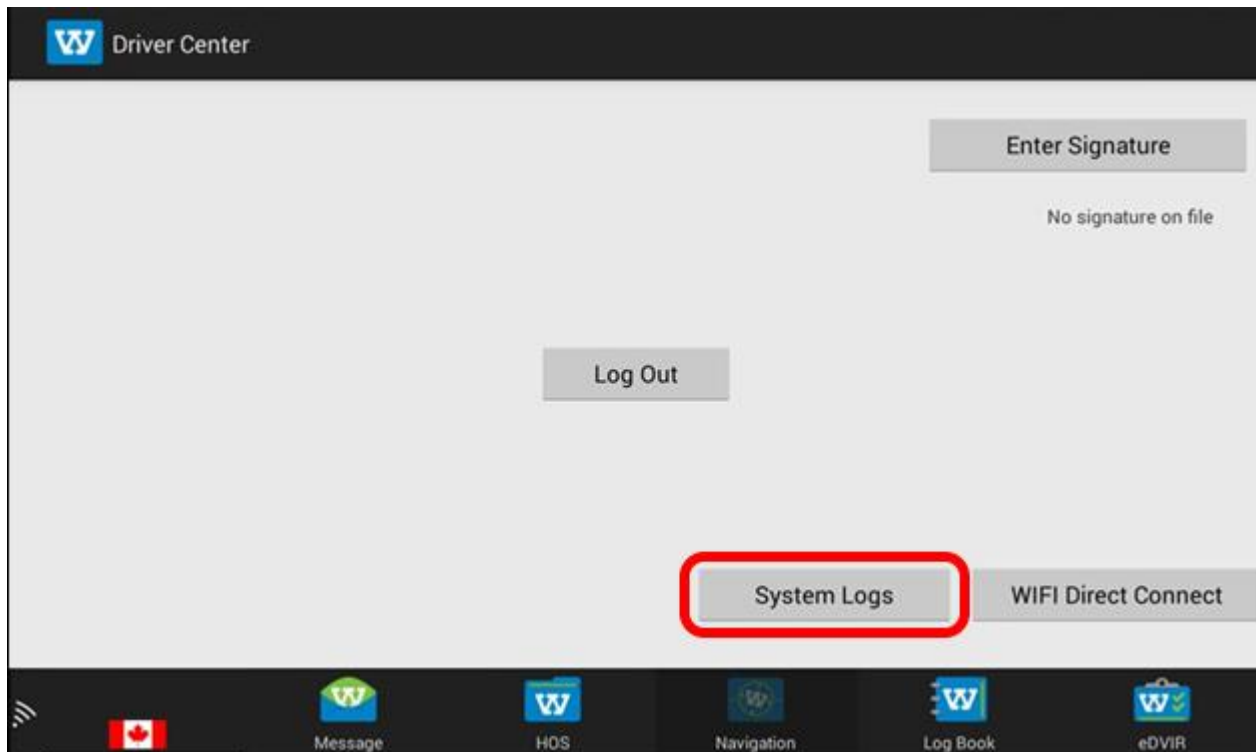 W Driver Center
Enter Signature
No signature on file
Log Out
System Logs
WIFI Direct Connect
W
W
W
W
W
Message
HOS
Navigation
Log Book
eDVIR